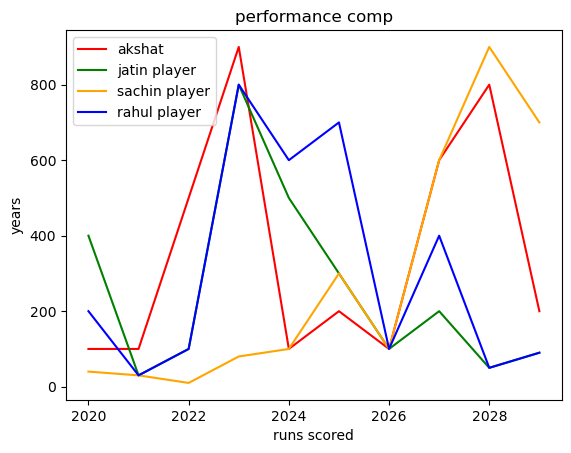 performance comp
akshat
jatin player
sachin player
rahul player
years
800
600
400
200
0
2020 2022 2024 2026 2028
runs scored